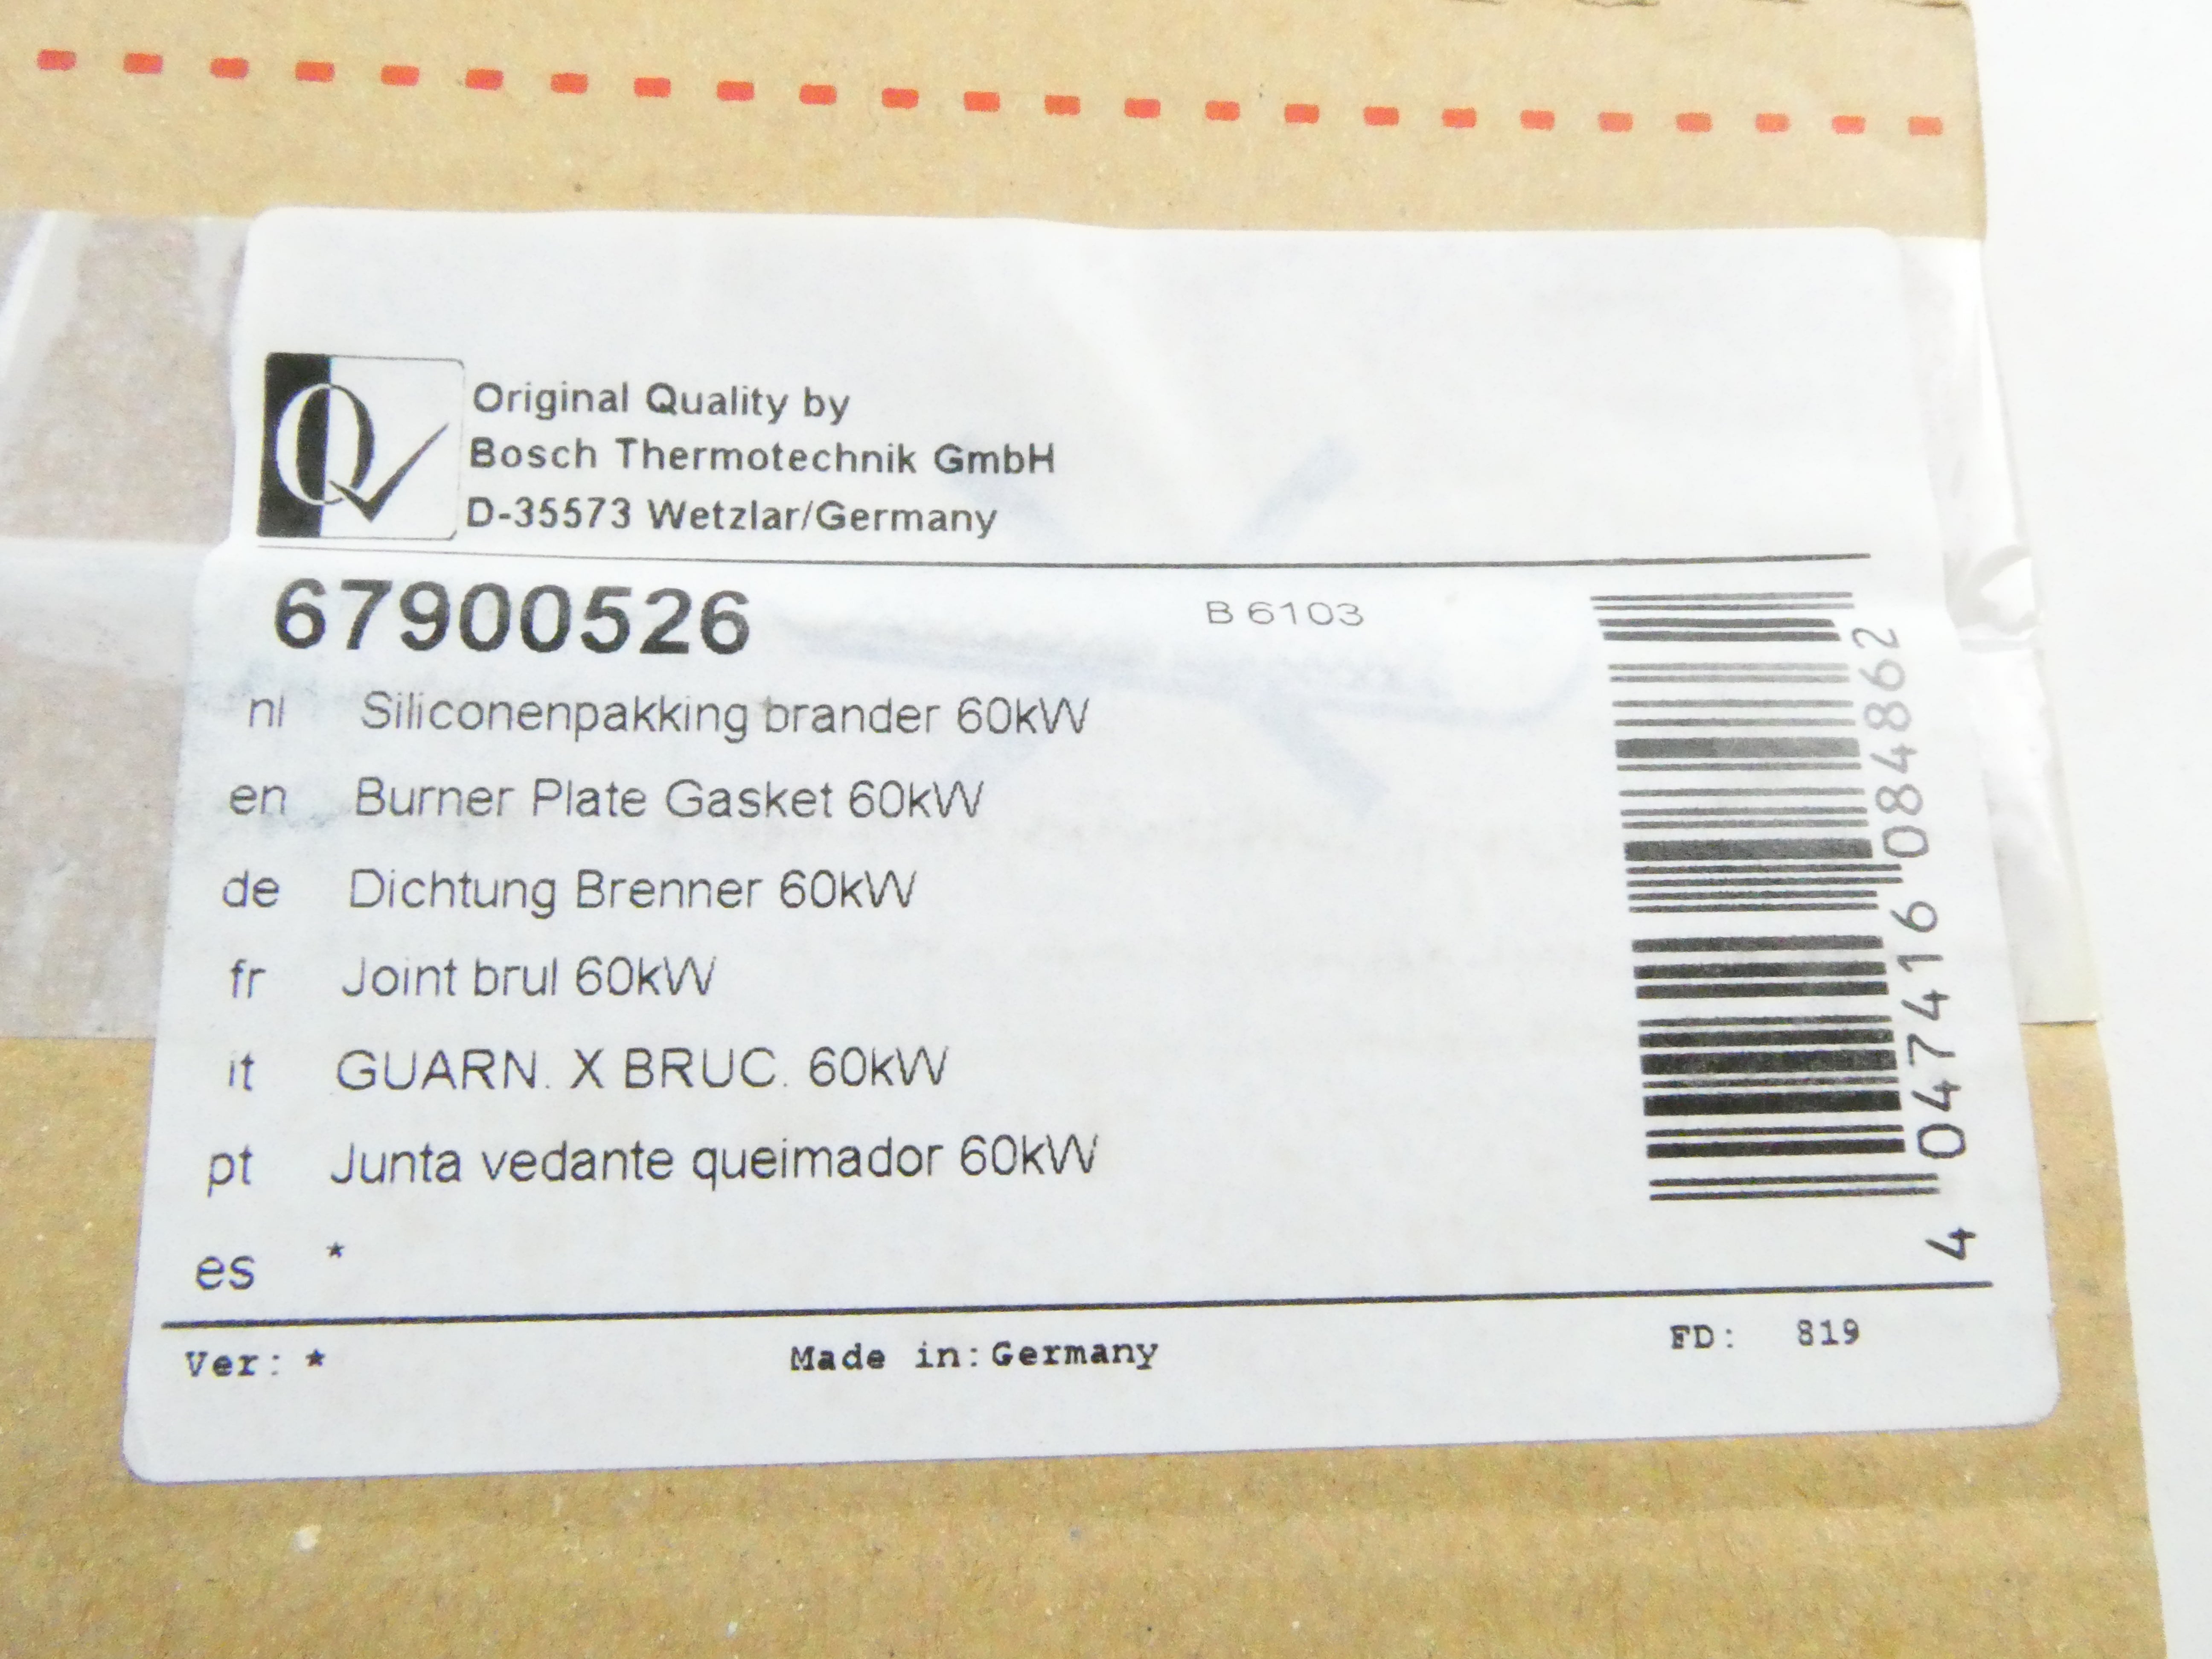 Q
Original Quality by
Bosch Thermotechnik GmbH
D-35573 Wetzlar/Germany
67900526 B 6103
nl Siliconenpakking brander 60kW
en Burner Plate Gasket 60kW
de Dichtung Brenner 60kW
fr Joint brul 60kW
it GUARN. X BRUC. 60kW
pt Junta vedante queimador 60kW
es *
4 047416 084862
Ver: * Made in: Germany FD: 819